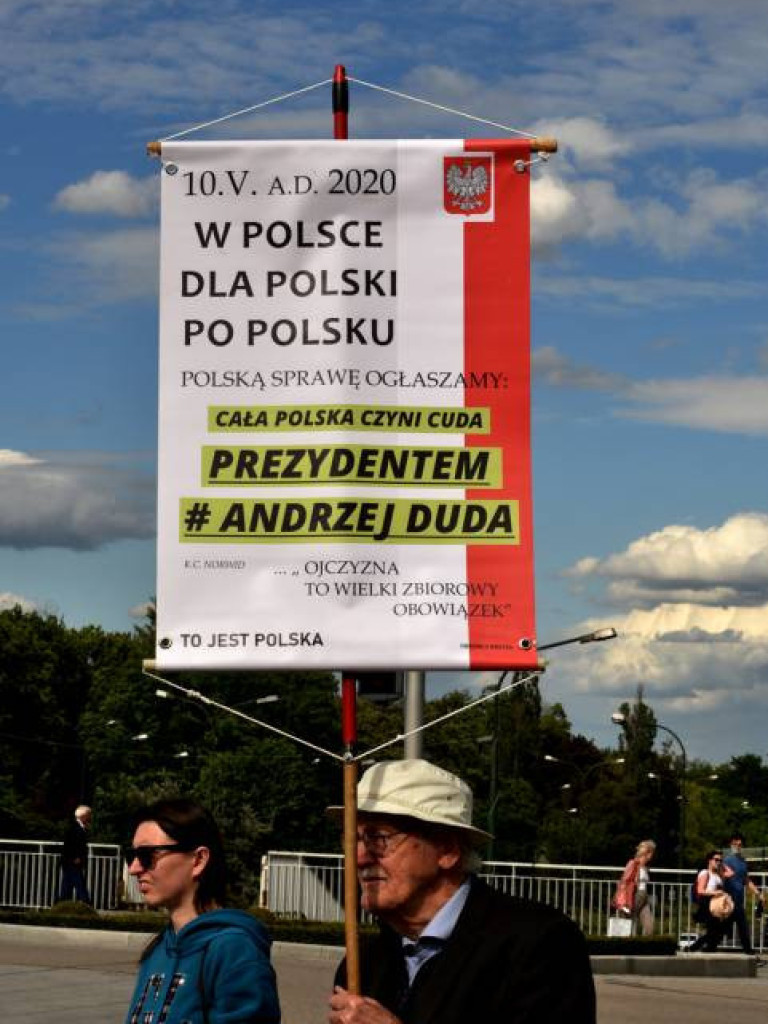 10.V. A.D. 2020
W POLSCE
DLA POLSKI
PO POLSKU
POLSKĄ SPRAWĘ OGŁASZAMY:
CAŁA POLSKA CZYNI CUDA
PREZYDENTEM
# ANDRZEJ DUDA
K.C. NORWID ... „ OJCZYZNA
TO WIELKI ZBIOROWY
OBOWIĄZEK"
TO JEST POLSKA